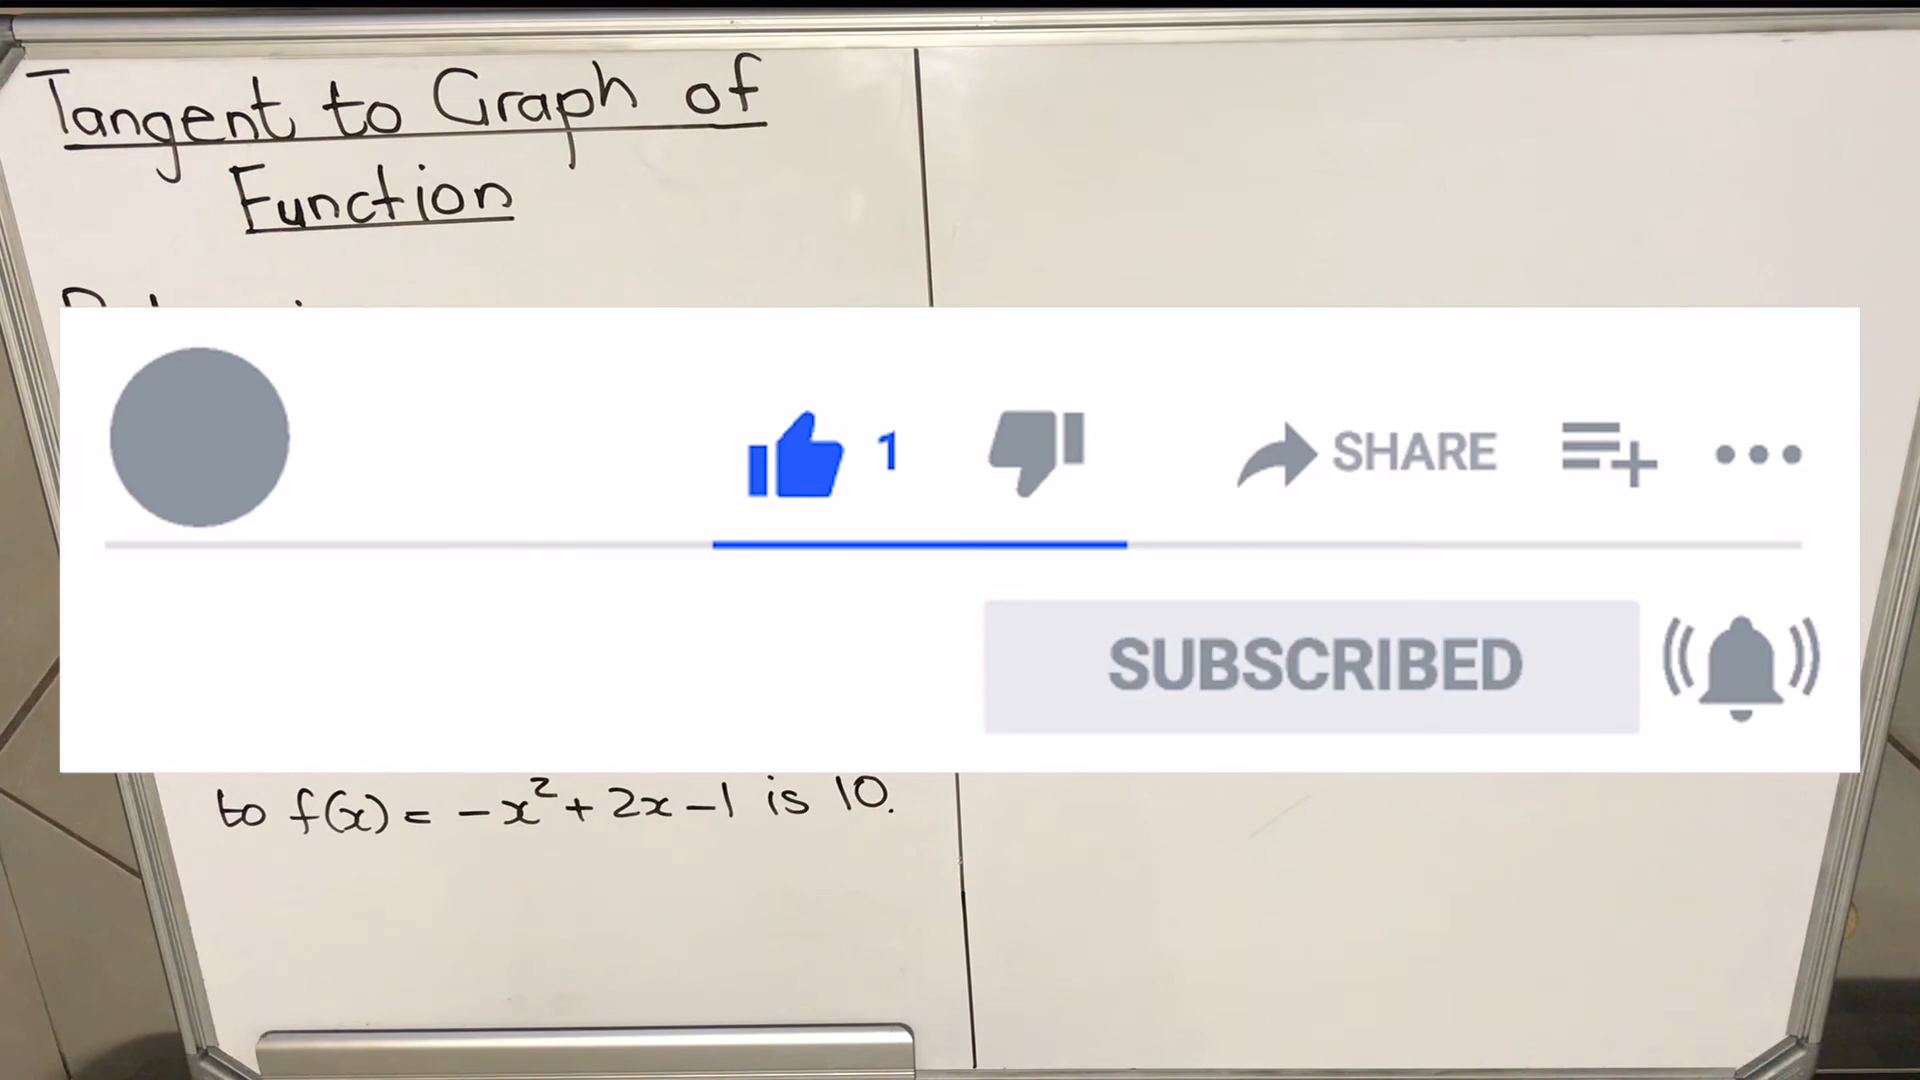 Tangent to Graph of
Function
1
SHARE
SUBSCRIBED
to f(x) = -x² + 2x - 1 is 10.